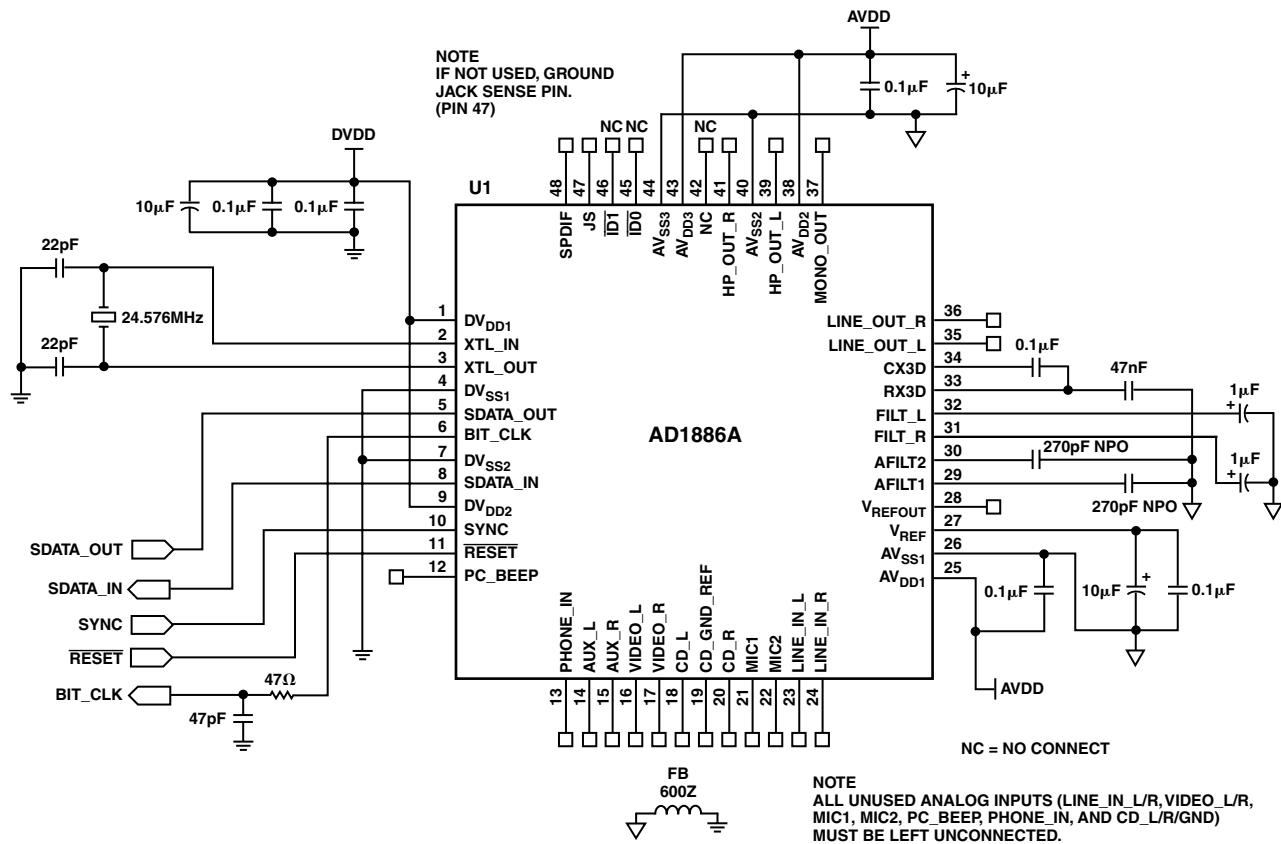 AVDD
NOTE
IF NOT USED, GROUND
JACK SENSE PIN.
(PIN 47)
0.1µF
+
10µF
DVDD
NC NC
NC
10µF
0.1µF
0.1µF
U1
48
47
46
45
44
43
42
41
40
39
38
37
SPDIF
JS
ID1
ID0
AVSS3
AVDD3
NC
HP_OUT_R
AVSS2
HP_OUT_L
AVDD2
MONO_OUT
22pF
24.576MHz
22pF
1 DVDD1
2 XTL_IN
3 XTL_OUT
4 DVSS1
5 SDATA_OUT
6 BIT_CLK
7 DVSS2
8 SDATA_IN
9 DVDD2
10 SYNC
11 RESET
12 PC_BEEP
AD1886A
LINE_OUT_R 36
LINE_OUT_L 35
CX3D 34
RX3D 33
FILT_L 32
FILT_R 31
AFILT2 30
AFILT1 29
VREFOUT 28
VREF 27
AVSS1 26
AVDD1 25
0.1µF
47nF
1µF
+
270pF NPO
1µF
+
270pF NPO
0.1µF
10µF
+
0.1µF
AVDD
SDATA_OUT
SDATA_IN
SYNC
RESET
BIT_CLK
47Ω
47pF
PHONE_IN
AUX_L
AUX_R
VIDEO_L
VIDEO_R
CD_L
CD_GND_REF
CD_R
MIC1
MIC2
LINE_IN_L
LINE_IN_R
13
14
15
16
17
18
19
20
21
22
23
24
FB
600Z
NC = NO CONNECT
NOTE
ALL UNUSED ANALOG INPUTS (LINE_IN_L/R, VIDEO_L/R,
MIC1, MIC2, PC_BEEP, PHONE_IN, AND CD_L/R/GND)
MUST BE LEFT UNCONNECTED.